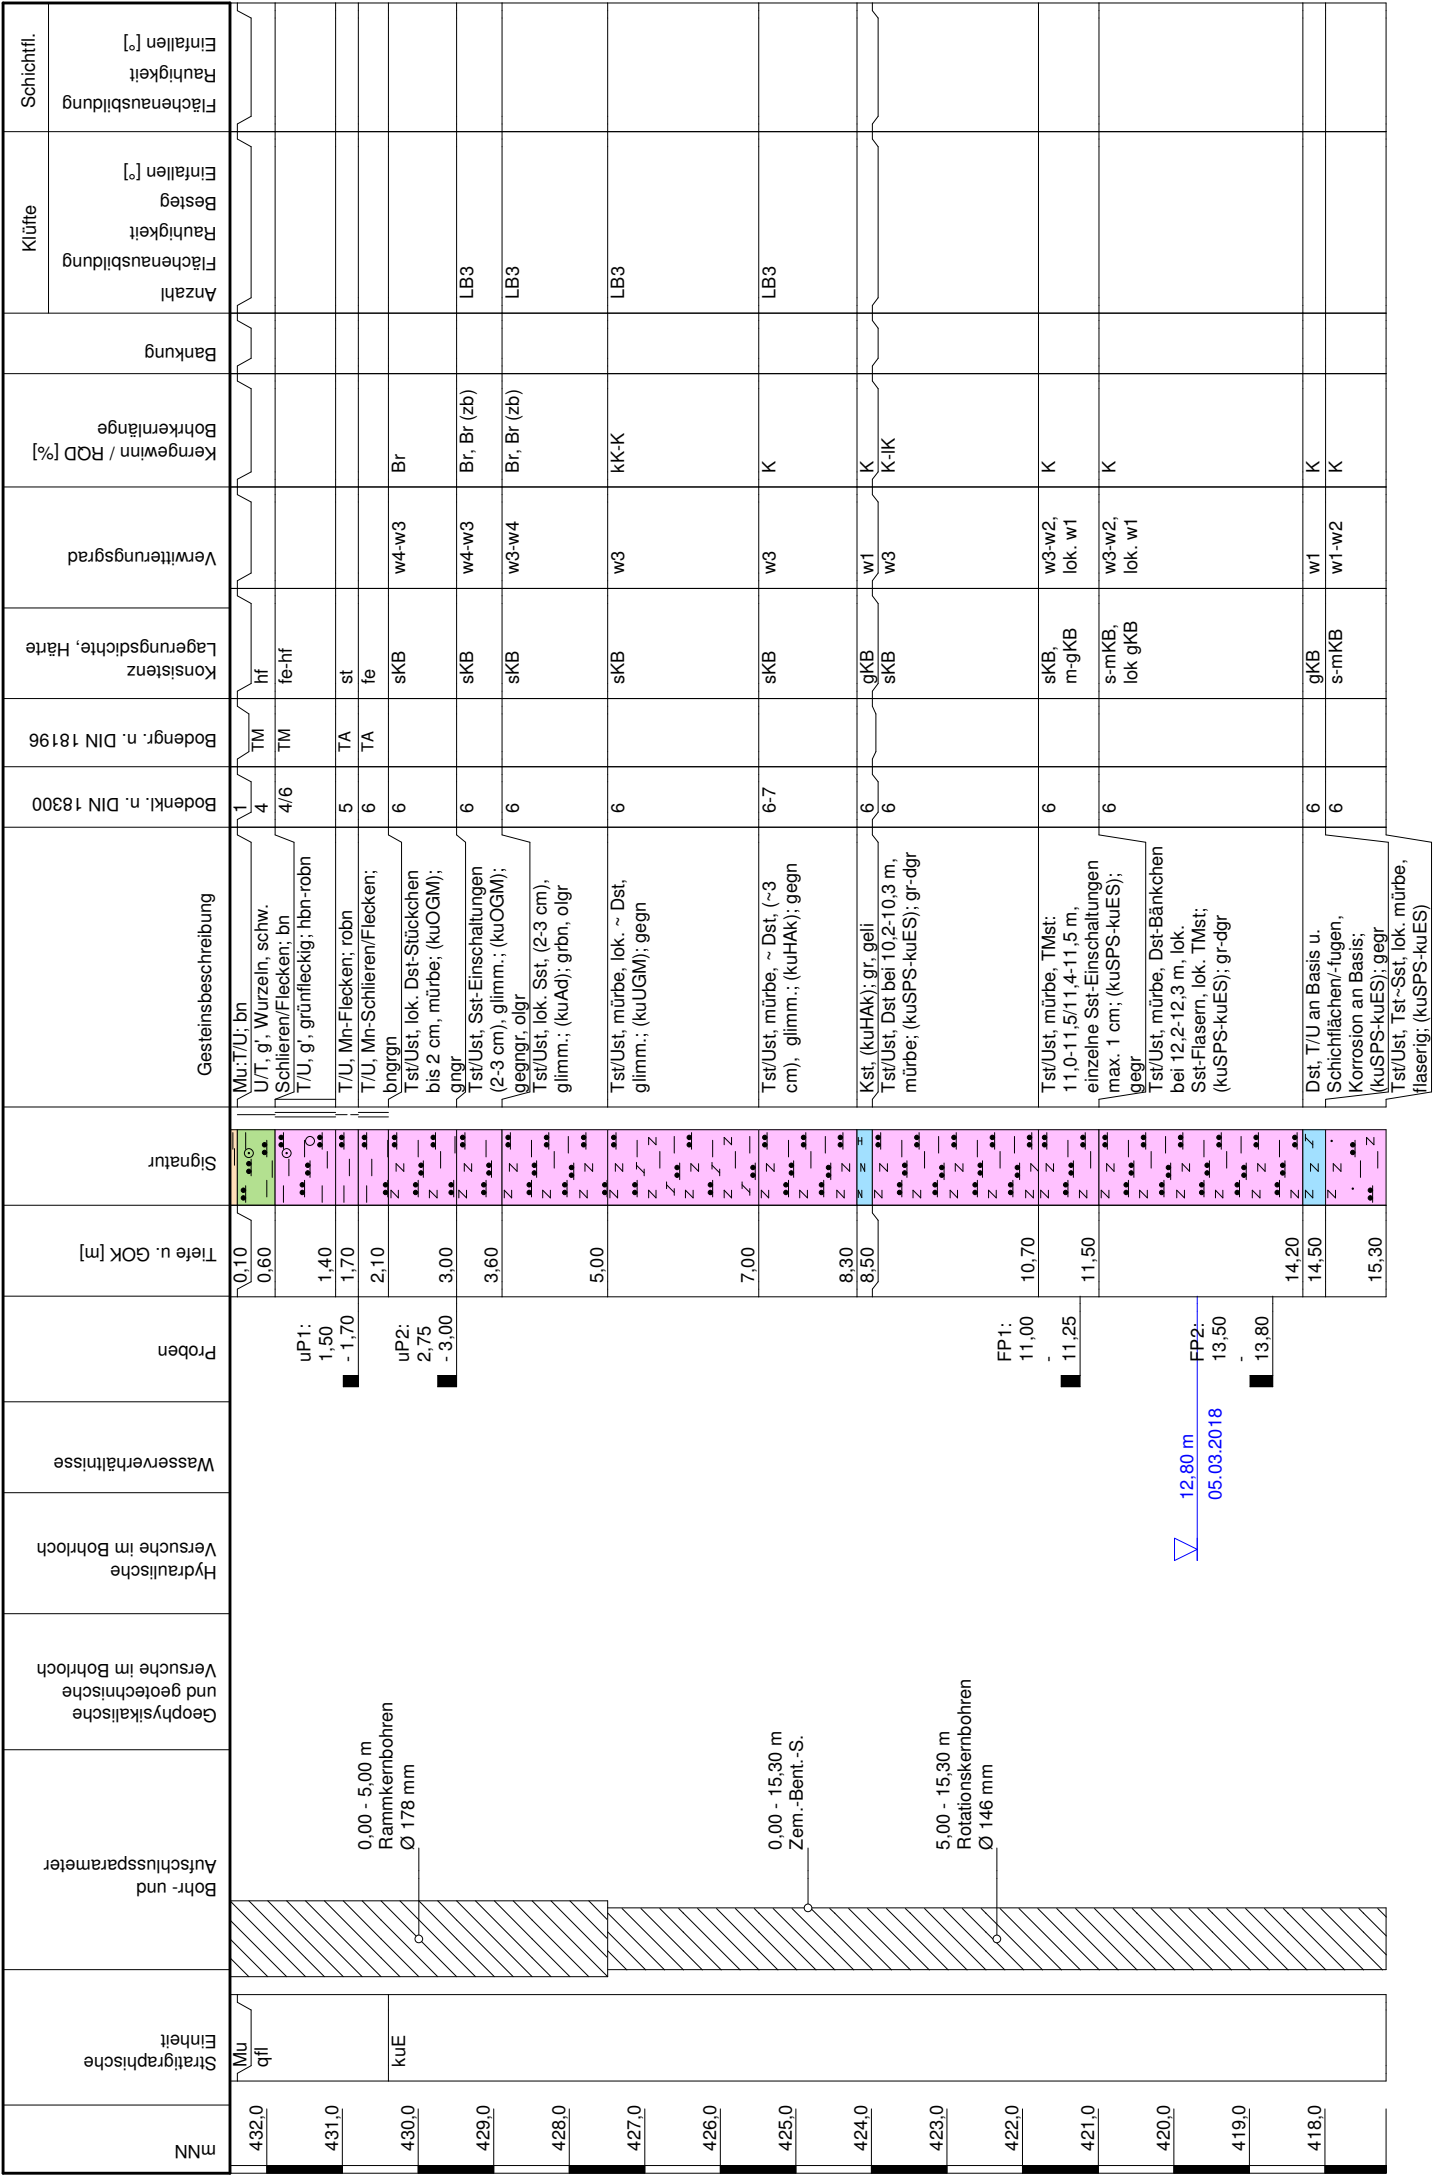 mNN
Stratigraphische
Einheit
Bohr- und
Aufschlussparameter
Geophysikalische
und geotechnische
Versuche im Bohrloch
Hydraulische
Versuche im Bohrloch
Wasserverhältnisse
Proben
Tiefe u. GOK [m]
Signatur
Gesteinsbeschreibung
Bodenkl. n. DIN 18300
Bodengr. n. DIN 18196
Konsistenz
Lagerungsdichte, Härte
Verwitterungsgrad
Kerngewinn / RQD [%]
Bohrkernlänge
Bankung
Klüfte
Anzahl
Flächenausbildung
Rauhigkeit
Besteg
Einfallen [°]
Schichtfl.
Flächenausbildung
Rauhigkeit
Einfallen [°]
432,0
431,0
430,0
429,0
428,0
427,0
426,0
425,0
424,0
423,0
422,0
421,0
420,0
419,0
418,0
Mu
qfl
kuE
0,00 - 5,00 m
Rammkernbohren
Ø 178 mm
0,00 - 15,30 m
Zem.-Bent.-S.
5,00 - 15,30 m
Rotationskernbohren
Ø 146 mm
12,80 m
05.03.2018
uP1:
1,50
- 1,70
uP2:
2,75
- 3,00
FP1:
11,00
-
11,25
FP2:
13,50
-
13,80
0,10
0,60
1,40
1,70
2,10
3,00
3,60
5,00
7,00
8,30
8,50
10,70
11,50
14,20
14,50
15,30
Mu:T/U; bn
U/T, g', Wurzeln, schw.
Schlieren/Flecken; bn
T/U, g', grünfleckig; hbn-robn
T/U, Mn-Flecken; robn
T/U, Mn-Schlieren/Flecken;
bngrgn
Tst/Ust, lok. Dst-Stückchen
bis 2 cm, mürbe; (kuOGM);
gngr
Tst/Ust, Sst-Einschaltungen
(2-3 cm), glimm.; (kuOGM);
gegngr, olgr
Tst/Ust, lok. Sst, (2-3 cm),
glimm.; (kuAd); grbn, olgr
Tst/Ust, mürbe, lok. ~ Dst,
glimm.; (kuUGM); gegn
Tst/Ust, mürbe, ~ Dst, (~3
cm), glimm.; (kuHAk); gegn
Kst, (kuHAk); gr, geli
Tst/Ust, Dst bei 10,2-10,3 m,
mürbe; (kuSPS-kuES); gr-dgr
Tst/Ust, mürbe, TMst:
11,0-11,5/11,4-11,5 m,
einzelne Sst-Einschaltungen
max. 1 cm; (kuSPS-kuES);
gegr
Tst/Ust, mürbe, Dst-Bänkchen
bei 12,2-12,3 m, lok.
Sst-Flasern, lok. TMst;
(kuSPS-kuES); gr-dgr
Dst, T/U an Basis u.
Schichflächen/-fugen,
Korrosion an Basis;
(kuSPS-kuES); gegr
Tst/Ust, Tst~Sst, lok. mürbe,
flaserig; (kuSPS-kuES)
1
4
4/6
5
6
6
6
6
6
6-7
6
6
6
6
6
6
TM
TM
TA
TA
hf
fe-hf
st
fe
sKB
sKB
sKB
sKB
sKB
gKB
sKB
sKB,
m-gKB
s-mKB,
lok gKB
gKB
s-mKB
w4-w3
w4-w3
w3-w4
w3
w3
w1
w3
w3-w2,
lok. w1
w3-w2,
lok. w1
w1
w1-w2
Br
Br, Br (zb)
Br, Br (zb)
kK-K
K
K
K-lK
K
K
K
K
LB3
LB3
LB3
LB3